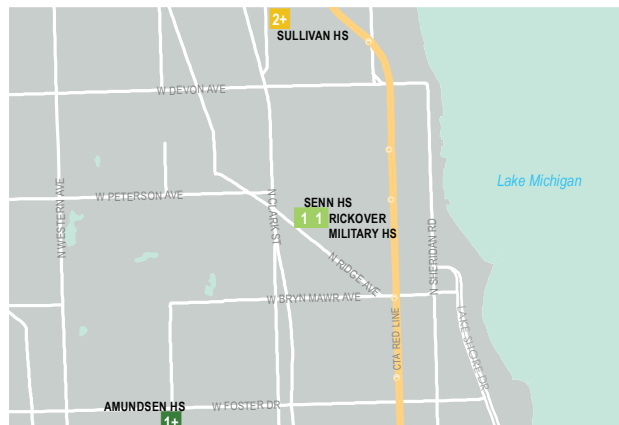 2+
SULLIVAN HS
W DEVON AVE
Lake Michigan
W PETERSON AVE
N WESTERN AVE
N CLARK ST
SENN HS
1 1 RICKOVER
MILITARY HS
N RIDGE AVE
N SHERIDAN RD
W BRYN MAWR AVE
CTA RED LINE
LAKE SHORE DR
AMUNDSEN HS
W FOSTER DR
1+